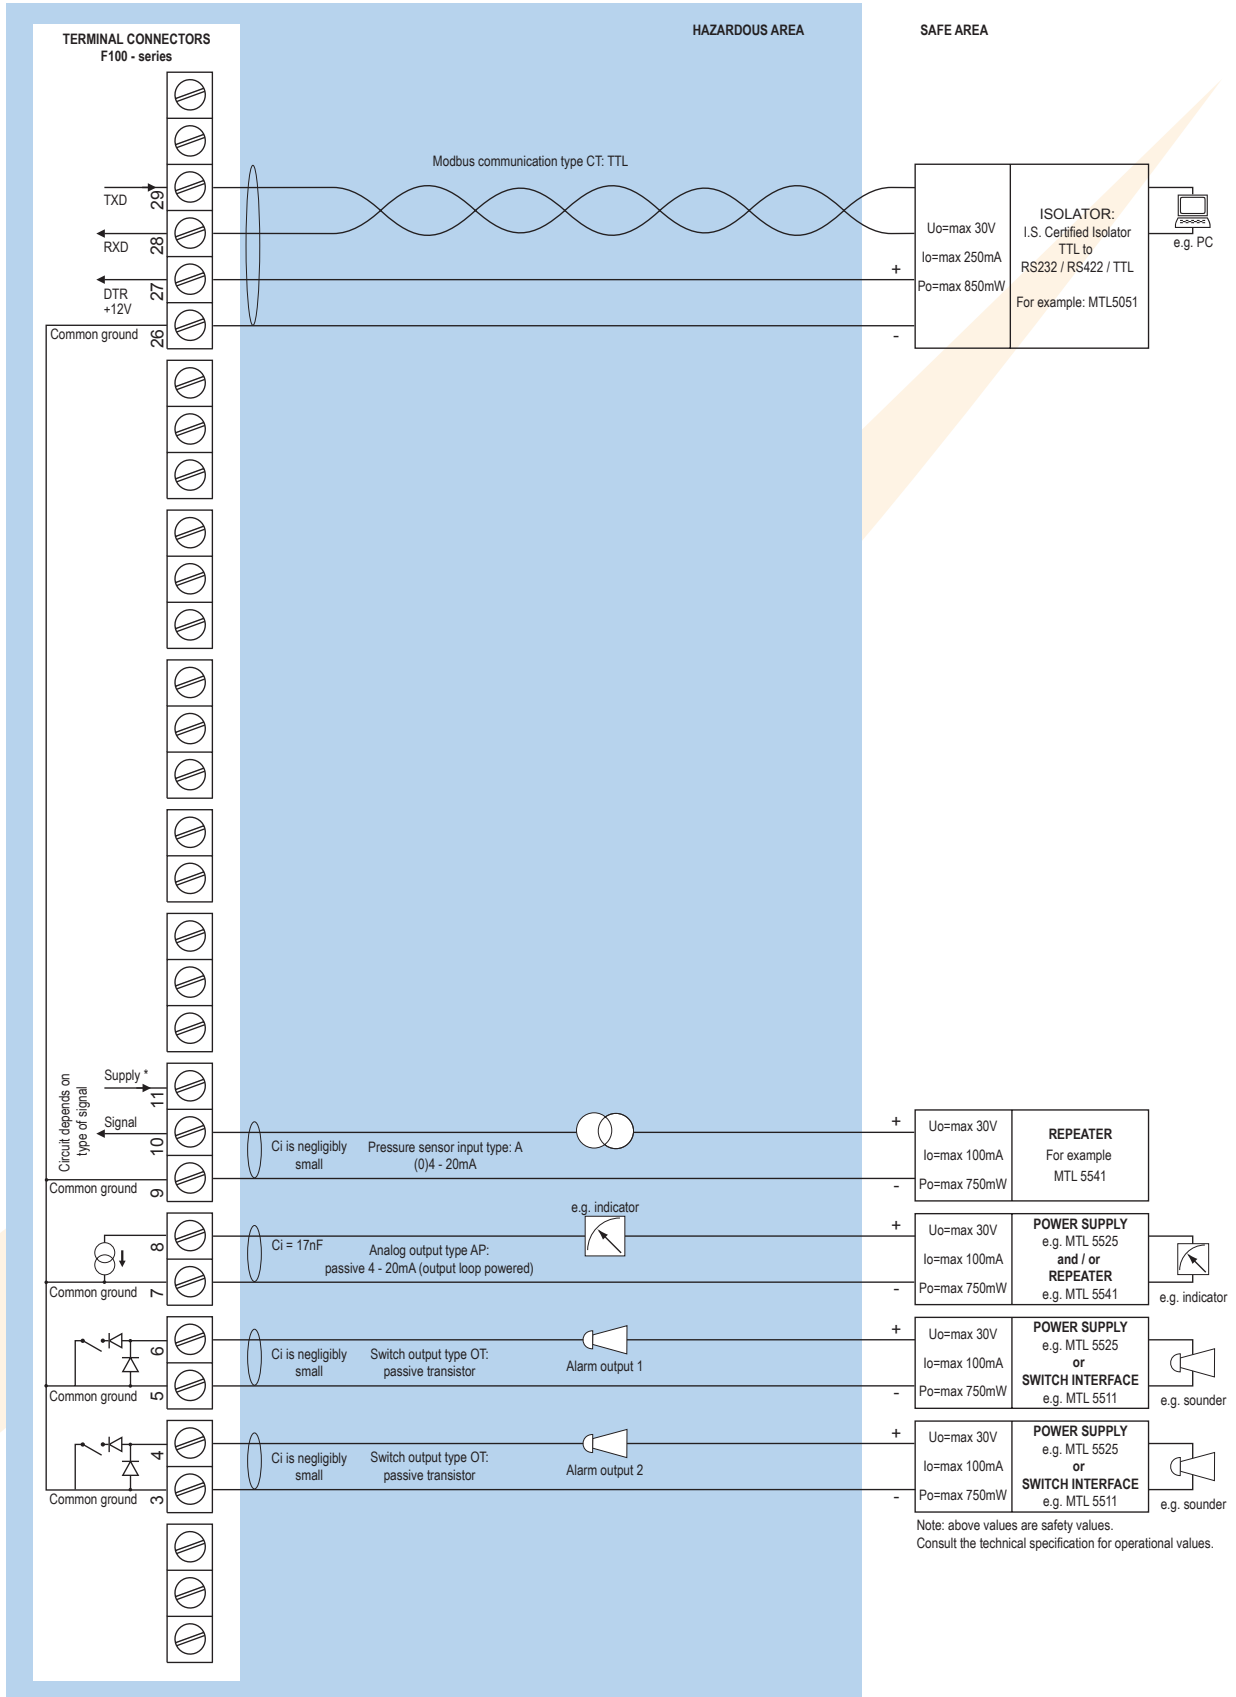 HAZARDOUS AREA
SAFE AREA
TERMINAL CONNECTORS
F100 - series
Modbus communication type CT: TTL
TXD
29
RXD
28
DTR
+12V
27
Common ground
26
+
-
Uo=max 30V
Io=max 250mA
Po=max 850mW
ISOLATOR:
I.S. Certified Isolator
TTL to
RS232 / RS422 / TTL
For example: MTL5051
e.g. PC
Circuit depends on
type of signal
Supply *
11
Signal
10
Common ground
9
Ci is negligibly
small
Pressure sensor input type: A
(0)4 - 20mA
+
-
Uo=max 30V
Io=max 100mA
Po=max 750mW
REPEATER
For example
MTL 5541
8
Common ground
7
Ci = 17nF
Analog output type AP:
passive 4 - 20mA (output loop powered)
e.g. indicator
+
-
Uo=max 30V
Io=max 100mA
Po=max 750mW
POWER SUPPLY
e.g. MTL 5525
and / or
REPEATER
e.g. MTL 5541
e.g. indicator
6
Common ground
5
Ci is negligibly
small
Switch output type OT:
passive transistor
Alarm output 1
+
-
Uo=max 30V
Io=max 100mA
Po=max 750mW
POWER SUPPLY
e.g. MTL 5525
or
SWITCH INTERFACE
e.g. MTL 5511
e.g. sounder
4
Common ground
3
Ci is negligibly
small
Switch output type OT:
passive transistor
Alarm output 2
+
-
Uo=max 30V
Io=max 100mA
Po=max 750mW
POWER SUPPLY
e.g. MTL 5525
or
SWITCH INTERFACE
e.g. MTL 5511
e.g. sounder
Note: above values are safety values.
Consult the technical specification for operational values.